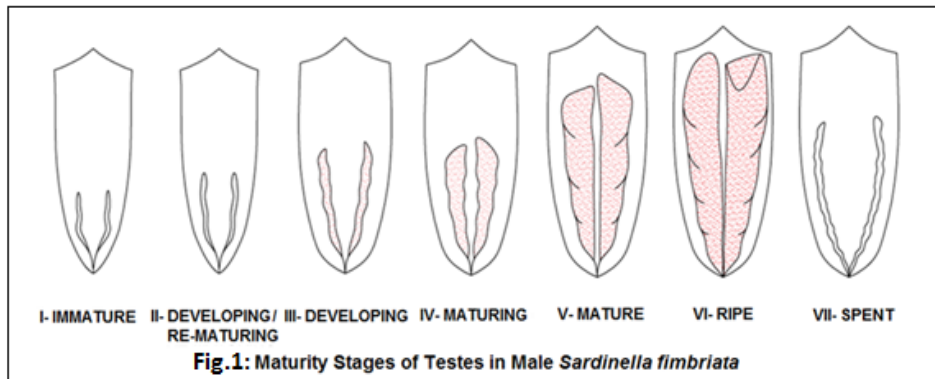 I- IMMATURE II- DEVELOPING/ III- DEVELOPING IV- MATURING V- MATURE VI- RIPE VII- SPENT
RE-MATURING
Fig.1: Maturity Stages of Testes in Male Sardinella fimbriata